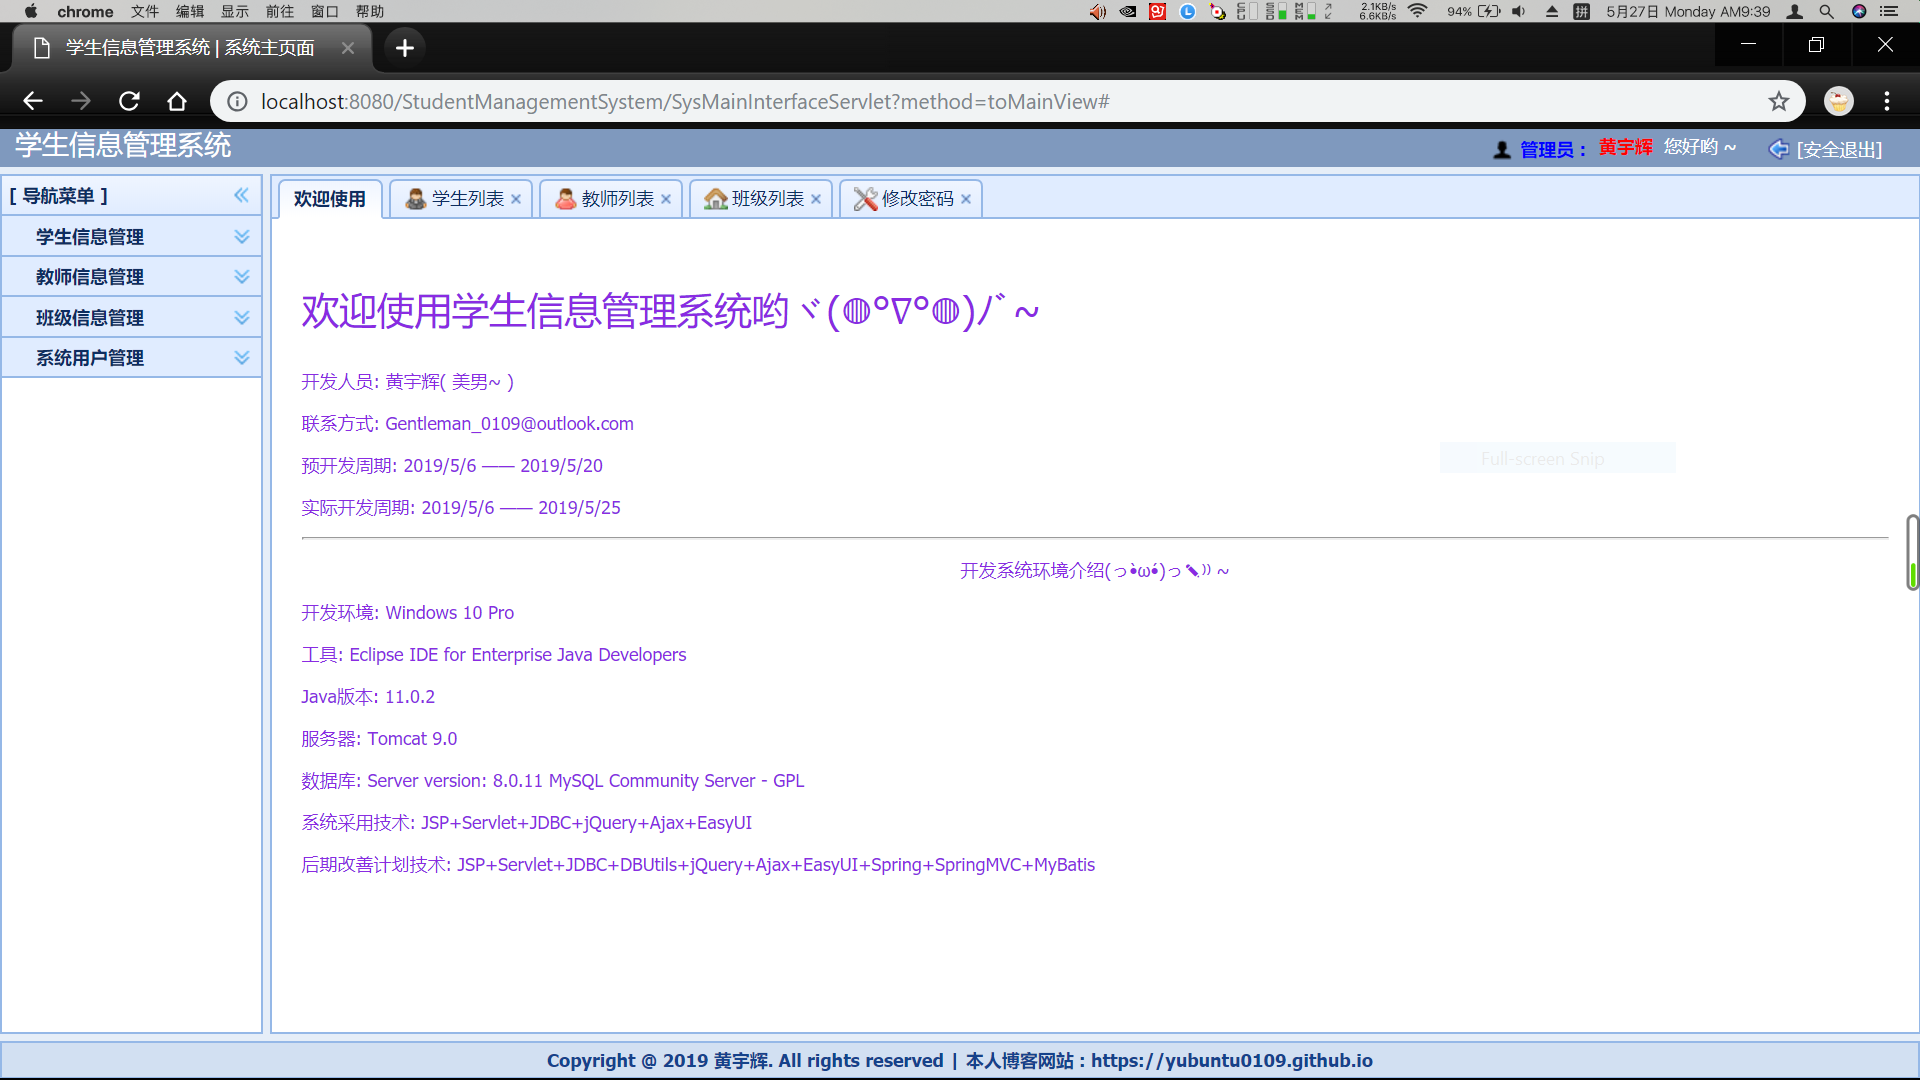 chrome 文件 编辑 显示 前往 窗口 帮助
2.1KB/s
6.6KB/s
94%
5月27日 Monday AM9:39
学生信息管理系统 | 系统主页面
localhost:8080/StudentManagementSystem/SysMainInterfaceServlet?method=toMainView#
学生信息管理系统
管理员： 黄宇辉 您好哟 ~ [安全退出]
[ 导航菜单 ]
学生信息管理
教师信息管理
班级信息管理
系统用户管理
欢迎使用 学生列表 教师列表 班级列表 修改密码
欢迎使用学生信息管理系统哟ヾ(◍°∇°◍)ﾉﾞ ~
开发人员: 黄宇辉( 美男~ )
联系方式: Gentleman_0109@outlook.com
预开发周期: 2019/5/6 —— 2019/5/20
实际开发周期: 2019/5/6 —— 2019/5/25
Full-screen Snip
开发系统环境介绍(っ•̀ω•́)っ✎⁾⁾ ~
开发环境: Windows 10 Pro
工具: Eclipse IDE for Enterprise Java Developers
Java版本: 11.0.2
服务器: Tomcat 9.0
数据库: Server version: 8.0.11 MySQL Community Server - GPL
系统采用技术: JSP+Servlet+JDBC+jQuery+Ajax+EasyUI
后期改善计划技术: JSP+Servlet+JDBC+DBUtils+jQuery+Ajax+EasyUI+Spring+SpringMVC+MyBatis
Copyright @ 2019 黄宇辉. All rights reserved | 本人博客网站 : https://yubuntu0109.github.io